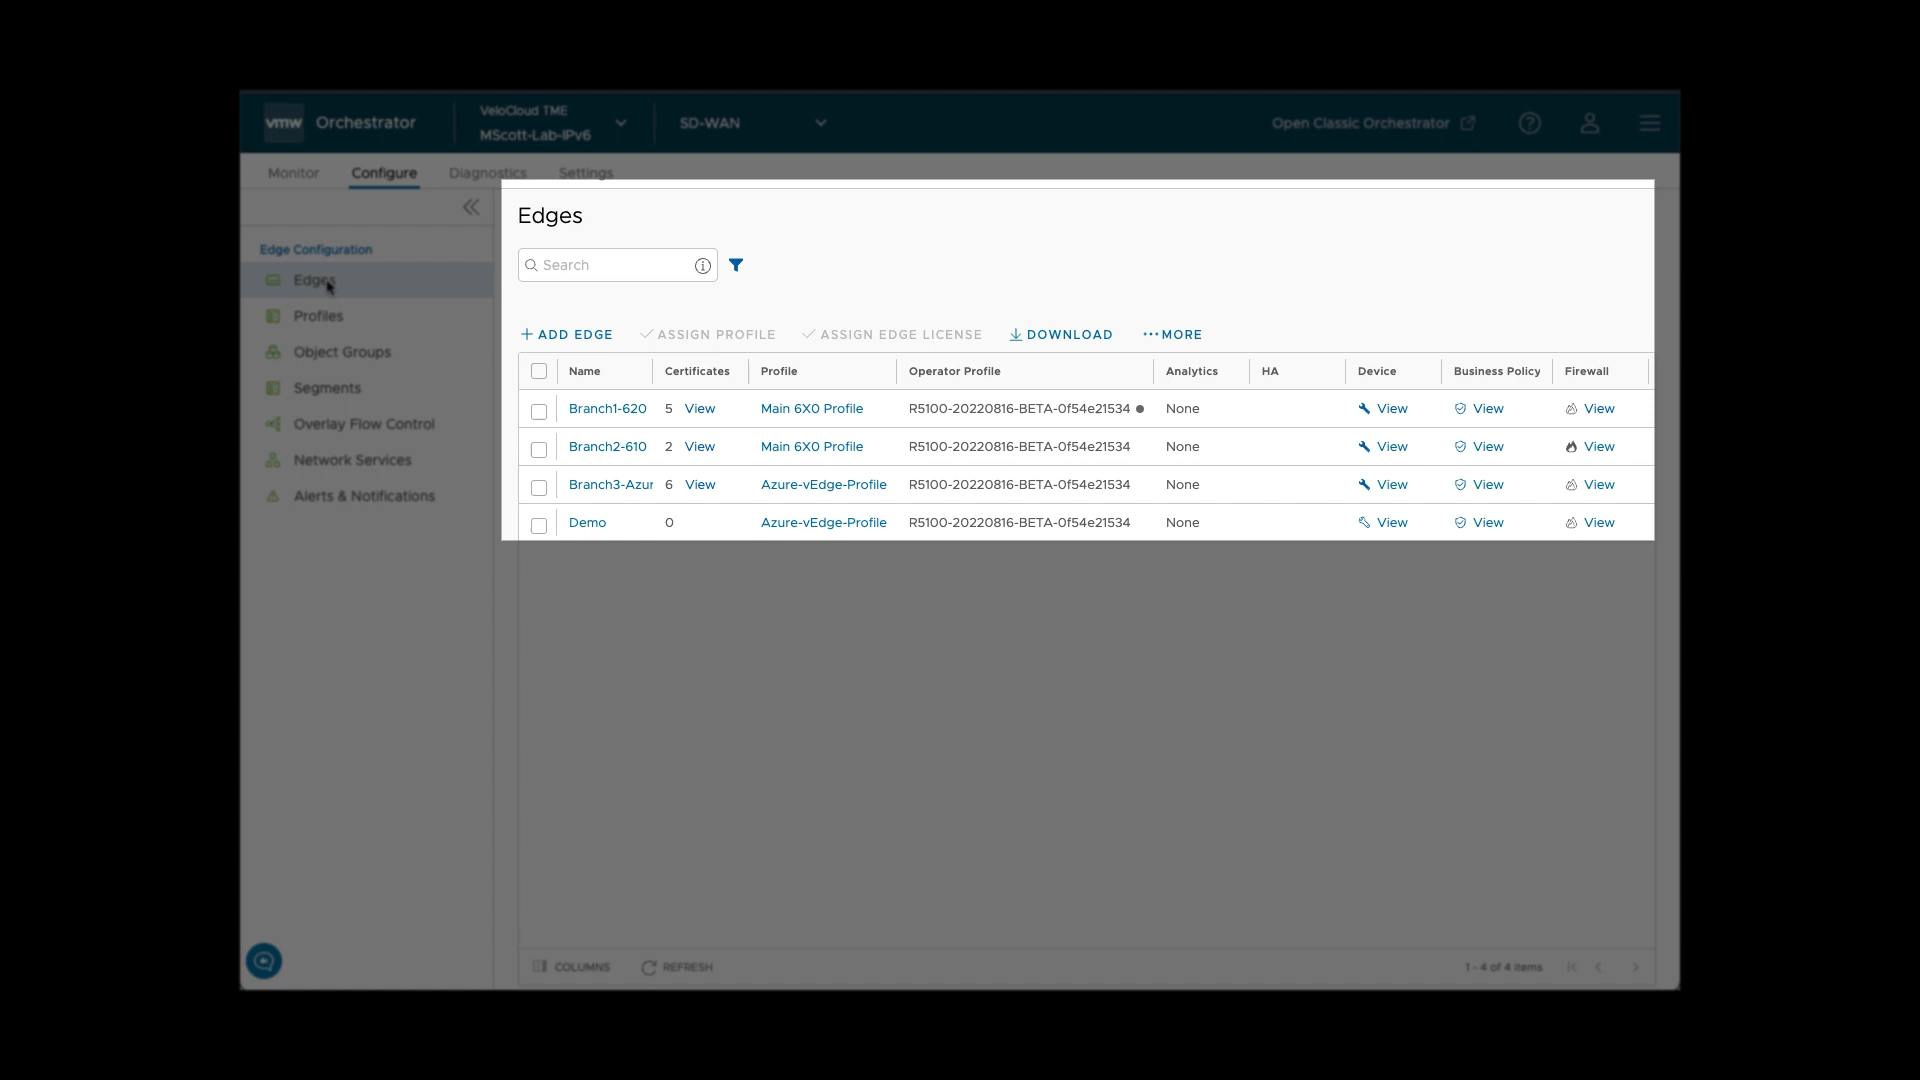 vmw Orchestrator
VeloCloud TME
MScott-Lab-IPv6
SD-WAN
Open Classic Orchestrator
Monitor Configure Diagnostics Settings
Edge Configuration
Edges
Profiles
Object Groups
Segments
Overlay Flow Control
Network Services
Alerts & Notifications
Edges
Search
ADD EDGE ASSIGN PROFILE ASSIGN EDGE LICENSE DOWNLOAD ···MORE
Name Certificates Profile Operator Profile Analytics HA Device Business Policy Firewall
Branch1-620 5 View Main 6X0 Profile R5100-20220816-BETA-0f54e21534 None View View View
Branch2-610 2 View Main 6X0 Profile R5100-20220816-BETA-0f54e21534 None View View View
Branch3-Azur 6 View Azure-vEdge-Profile R5100-20220816-BETA-0f54e21534 None View View View
Demo 0 Azure-vEdge-Profile R5100-20220816-BETA-0f54e21534 None View View View
COLUMNS REFRESH 1 - 4 of 4 items